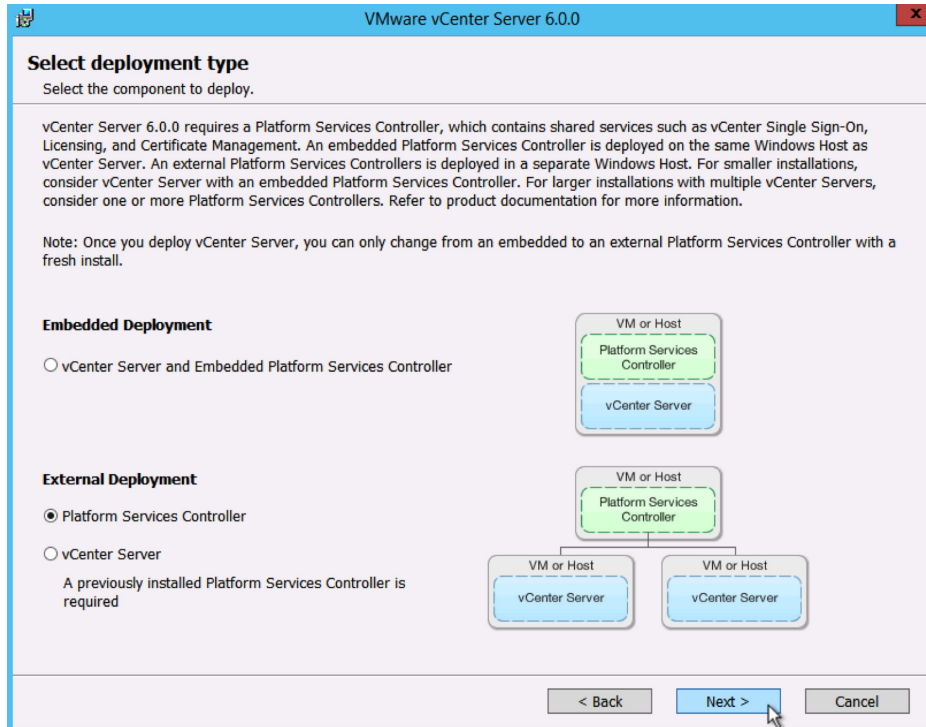 VMware vCenter Server 6.0.0
x
Select deployment type
Select the component to deploy.
vCenter Server 6.0.0 requires a Platform Services Controller, which contains shared services such as vCenter Single Sign-On,
Licensing, and Certificate Management. An embedded Platform Services Controller is deployed on the same Windows Host as
vCenter Server. An external Platform Services Controllers is deployed in a separate Windows Host. For smaller installations,
consider vCenter Server with an embedded Platform Services Controller. For larger installations with multiple vCenter Servers,
consider one or more Platform Services Controllers. Refer to product documentation for more information.
Note: Once you deploy vCenter Server, you can only change from an embedded to an external Platform Services Controller with a
fresh install.
Embedded Deployment
vCenter Server and Embedded Platform Services Controller
VM or Host
Platform Services
Controller
vCenter Server
External Deployment
Platform Services Controller
vCenter Server
A previously installed Platform Services Controller is
required
VM or Host
Platform Services
Controller
VM or Host
vCenter Server
VM or Host
vCenter Server
< Back
Next >
Cancel